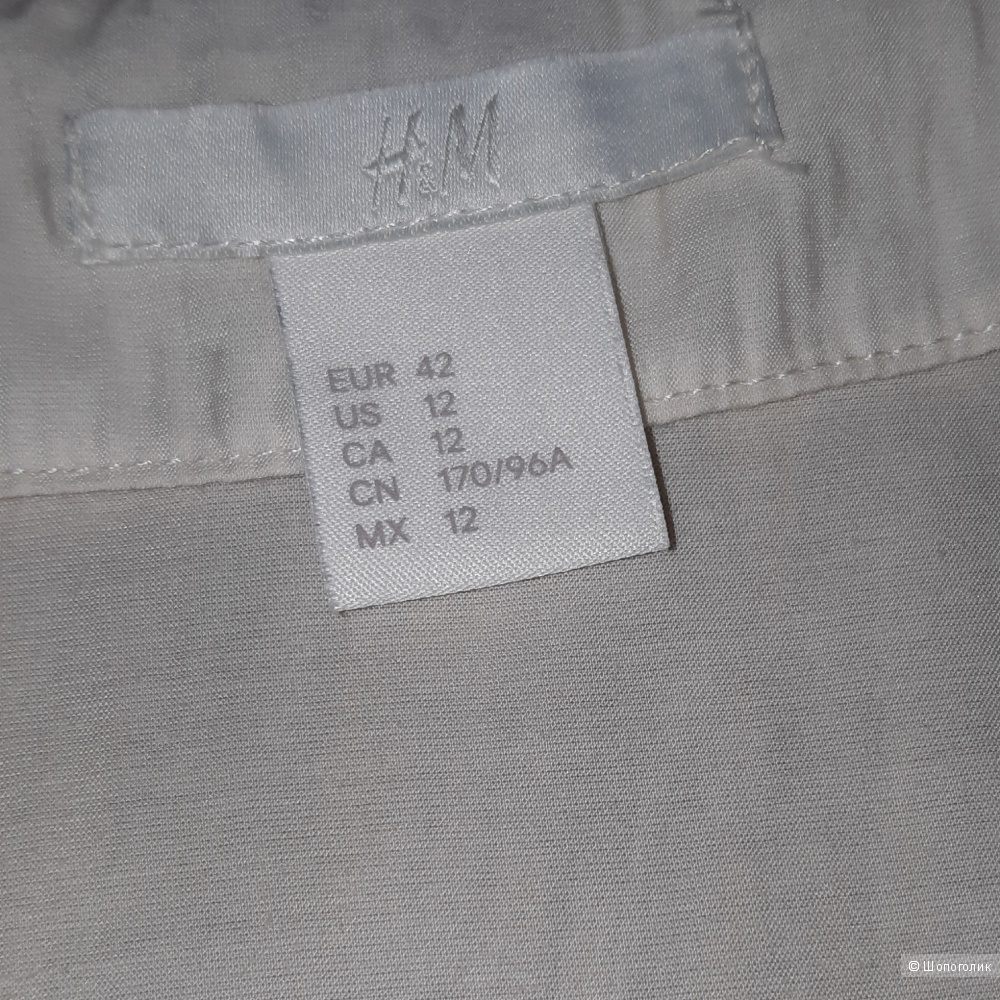 H&M
EUR 42
US 12
CA 12
CN 170/96A
MX 12
© Шопоголик